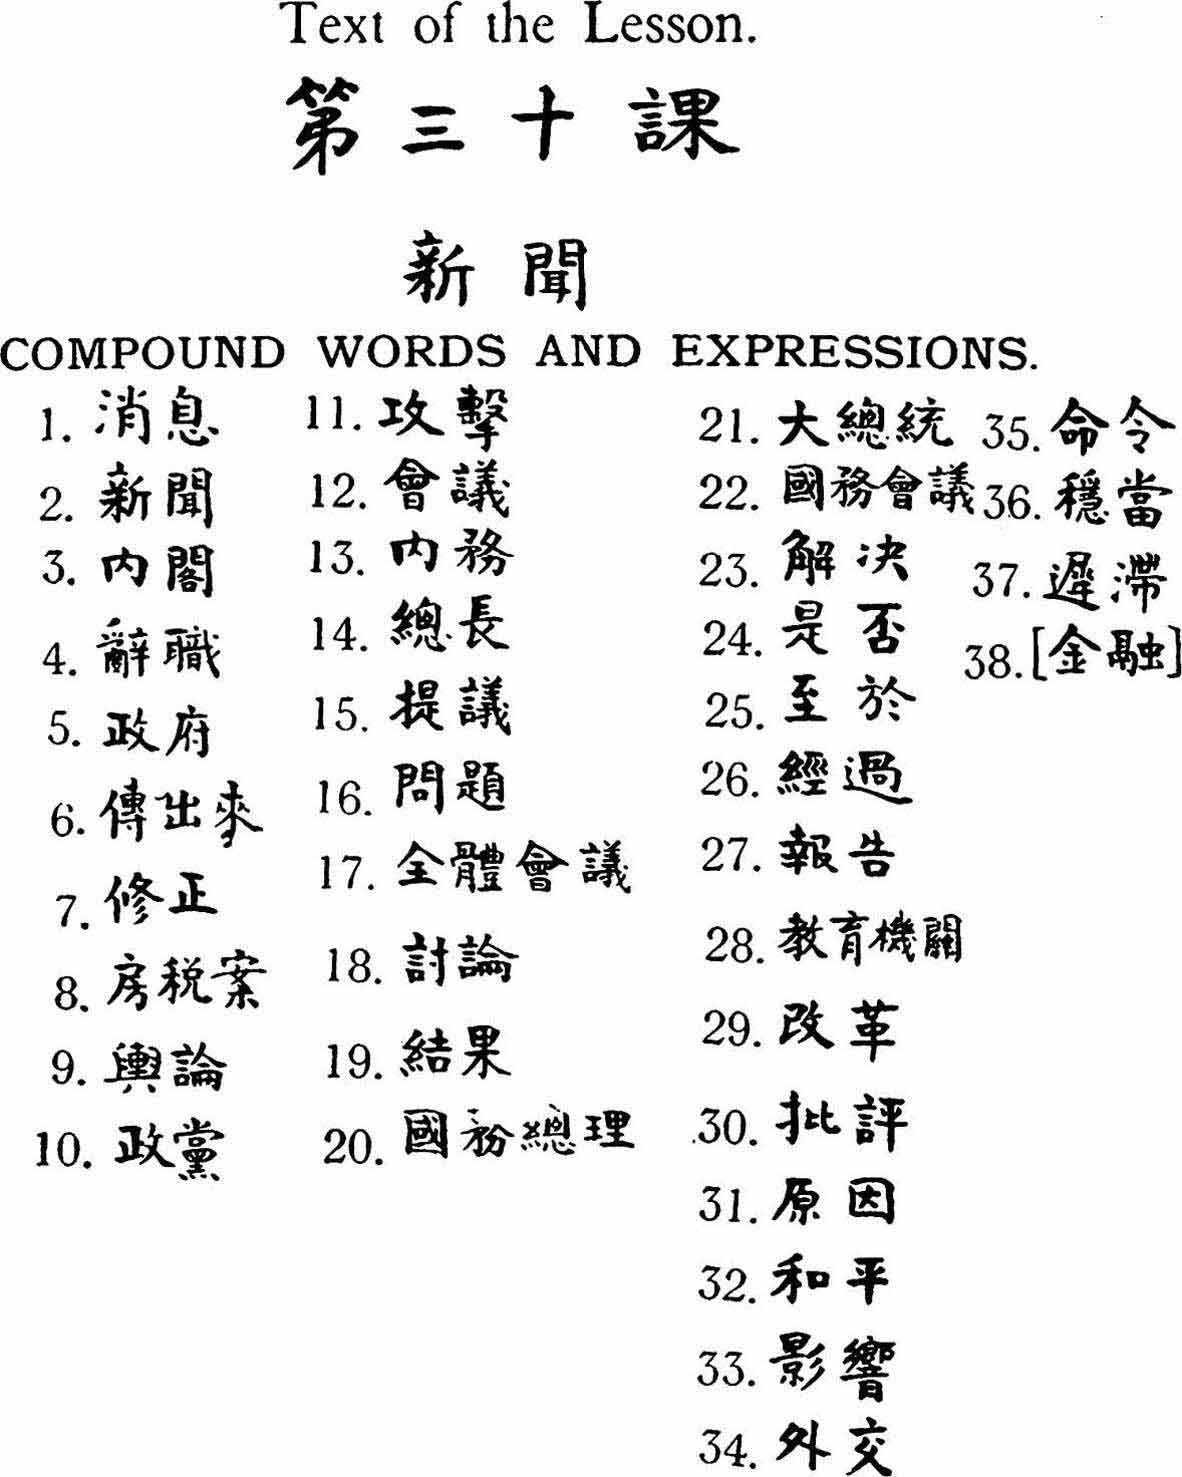 Text of the Lesson.
第三十課
新聞
COMPOUND WORDS AND EXPRESSIONS.
1. 消息
2. 新聞
3. 内閣
4. 辭職
5. 政府
6. 傳出來
7. 修正
8. 房税案
9. 輿論
10. 政黨
11. 攻擊
12. 會議
13. 内務
14. 總長
15. 提議
16. 問題
17. 全體會議
18. 討論
19. 結果
20. 國務總理
21. 大總統
22. 國務會議
23. 解决
24. 是否
25. 至於
26. 經過
27. 報告
28. 教育機關
29. 改革
30. 批評
31. 原因
32. 和平
33. 影響
34. 外交
35. 命令
36. 穩當
37. 遲滯
38. [金融]